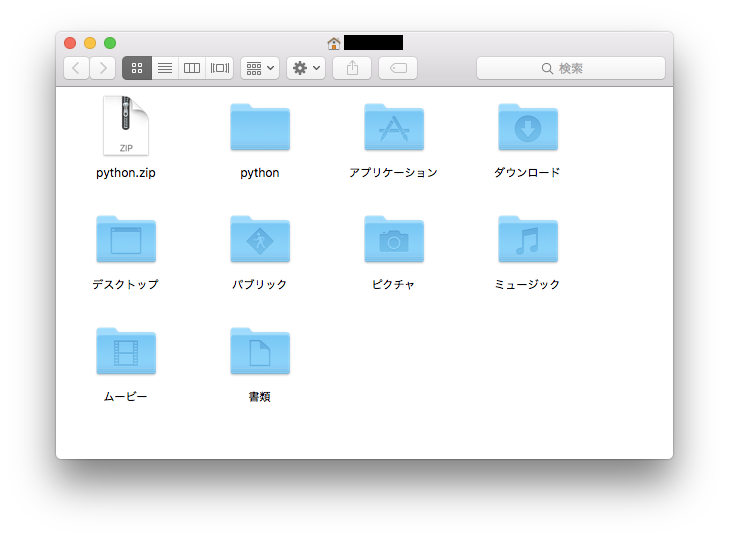 検索
ZIP
python.zip
python
アプリケーション
ダウンロード
デスクトップ
パブリック
ピクチャ
ミュージック
ムービー
書類